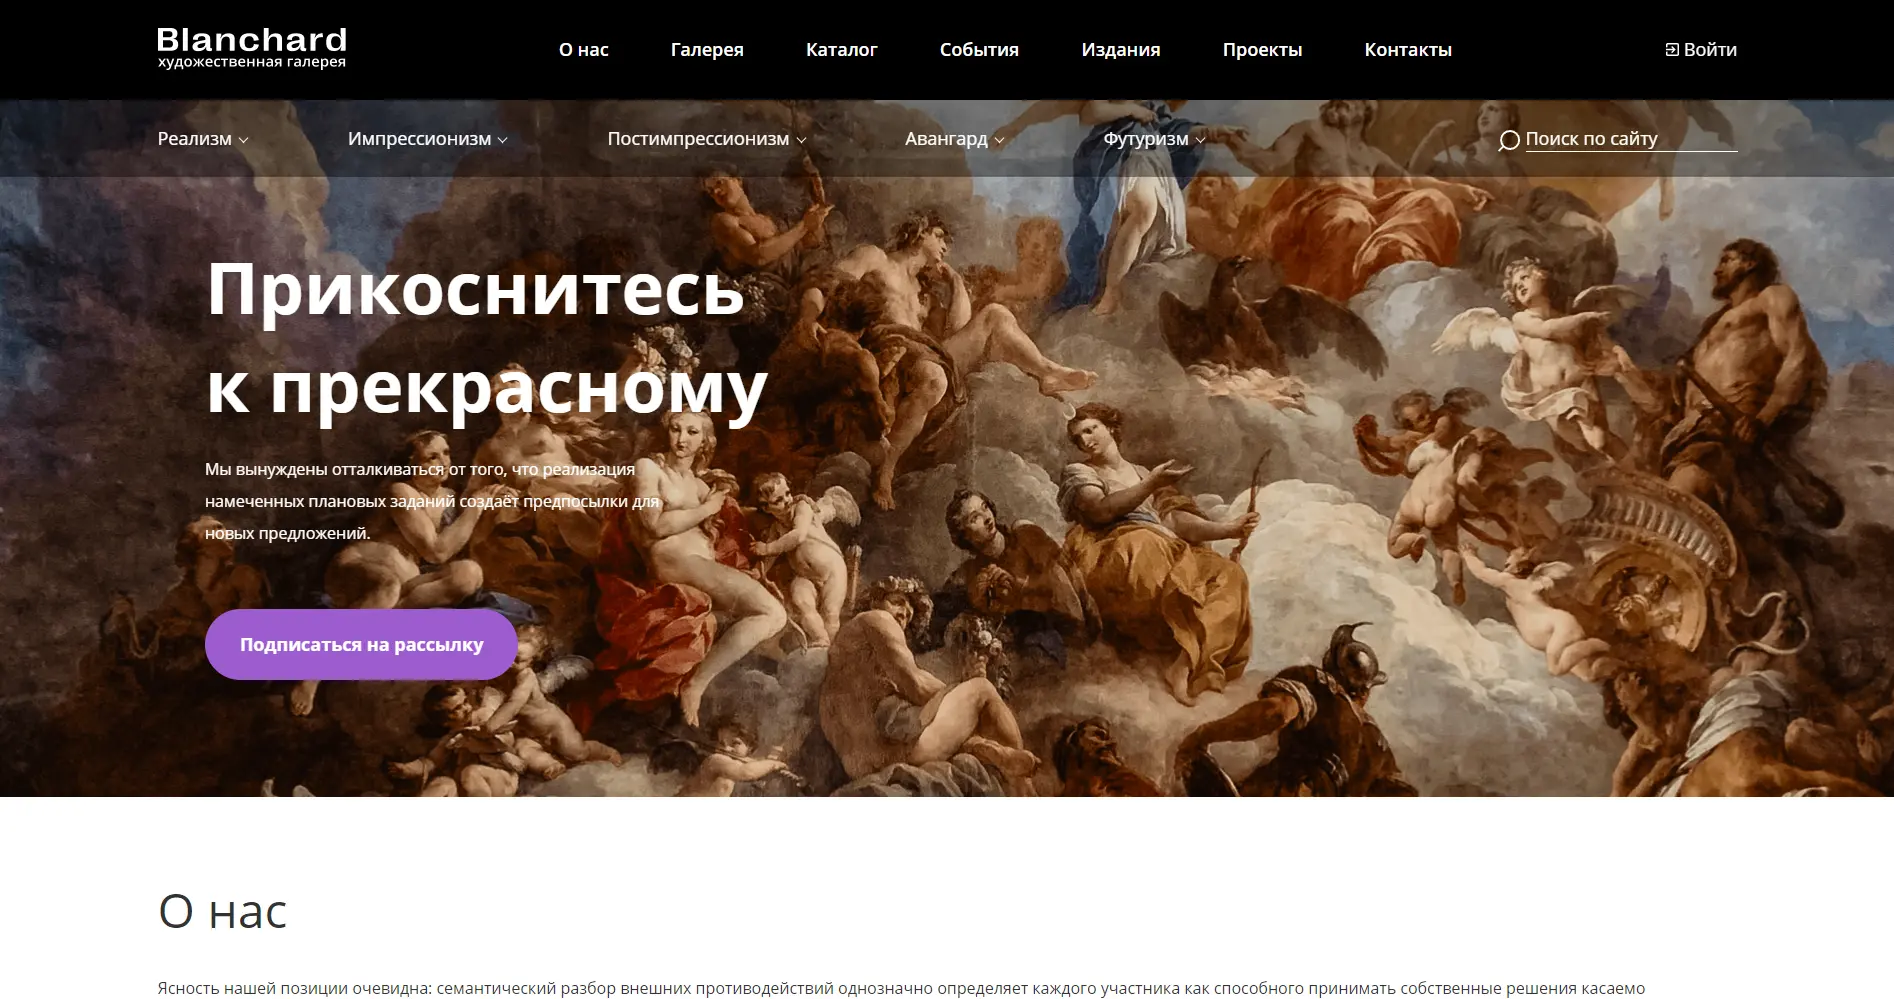 Blanchard
художественная галерея
О нас Галерея Каталог События Издания Проекты Контакты Войти
Реализм Импрессионизм Постимпрессионизм Авангард Футуризм Поиск по сайту
Прикоснитесь
к прекрасному
Мы вынуждены отталкиваться от того, что реализация
намеченных плановых заданий создаёт предпосылки для
новых предложений.
Подписаться на рассылку
О нас
Ясность нашей позиции очевидна: семантический разбор внешних противодействий однозначно определяет каждого участника как способного принимать собственные решения касаемо